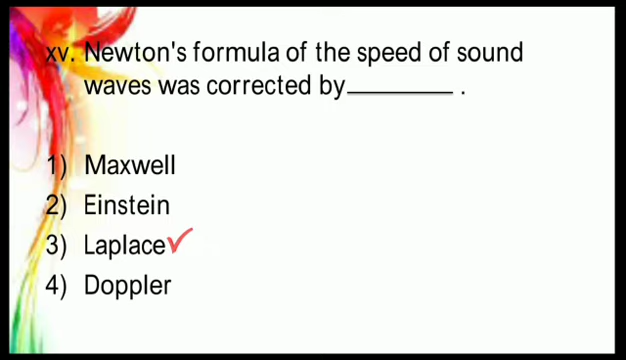 xv. Newton's formula of the speed of sound
waves was corrected by________ .
1) Maxwell
2) Einstein
3) Laplace✓
4) Doppler